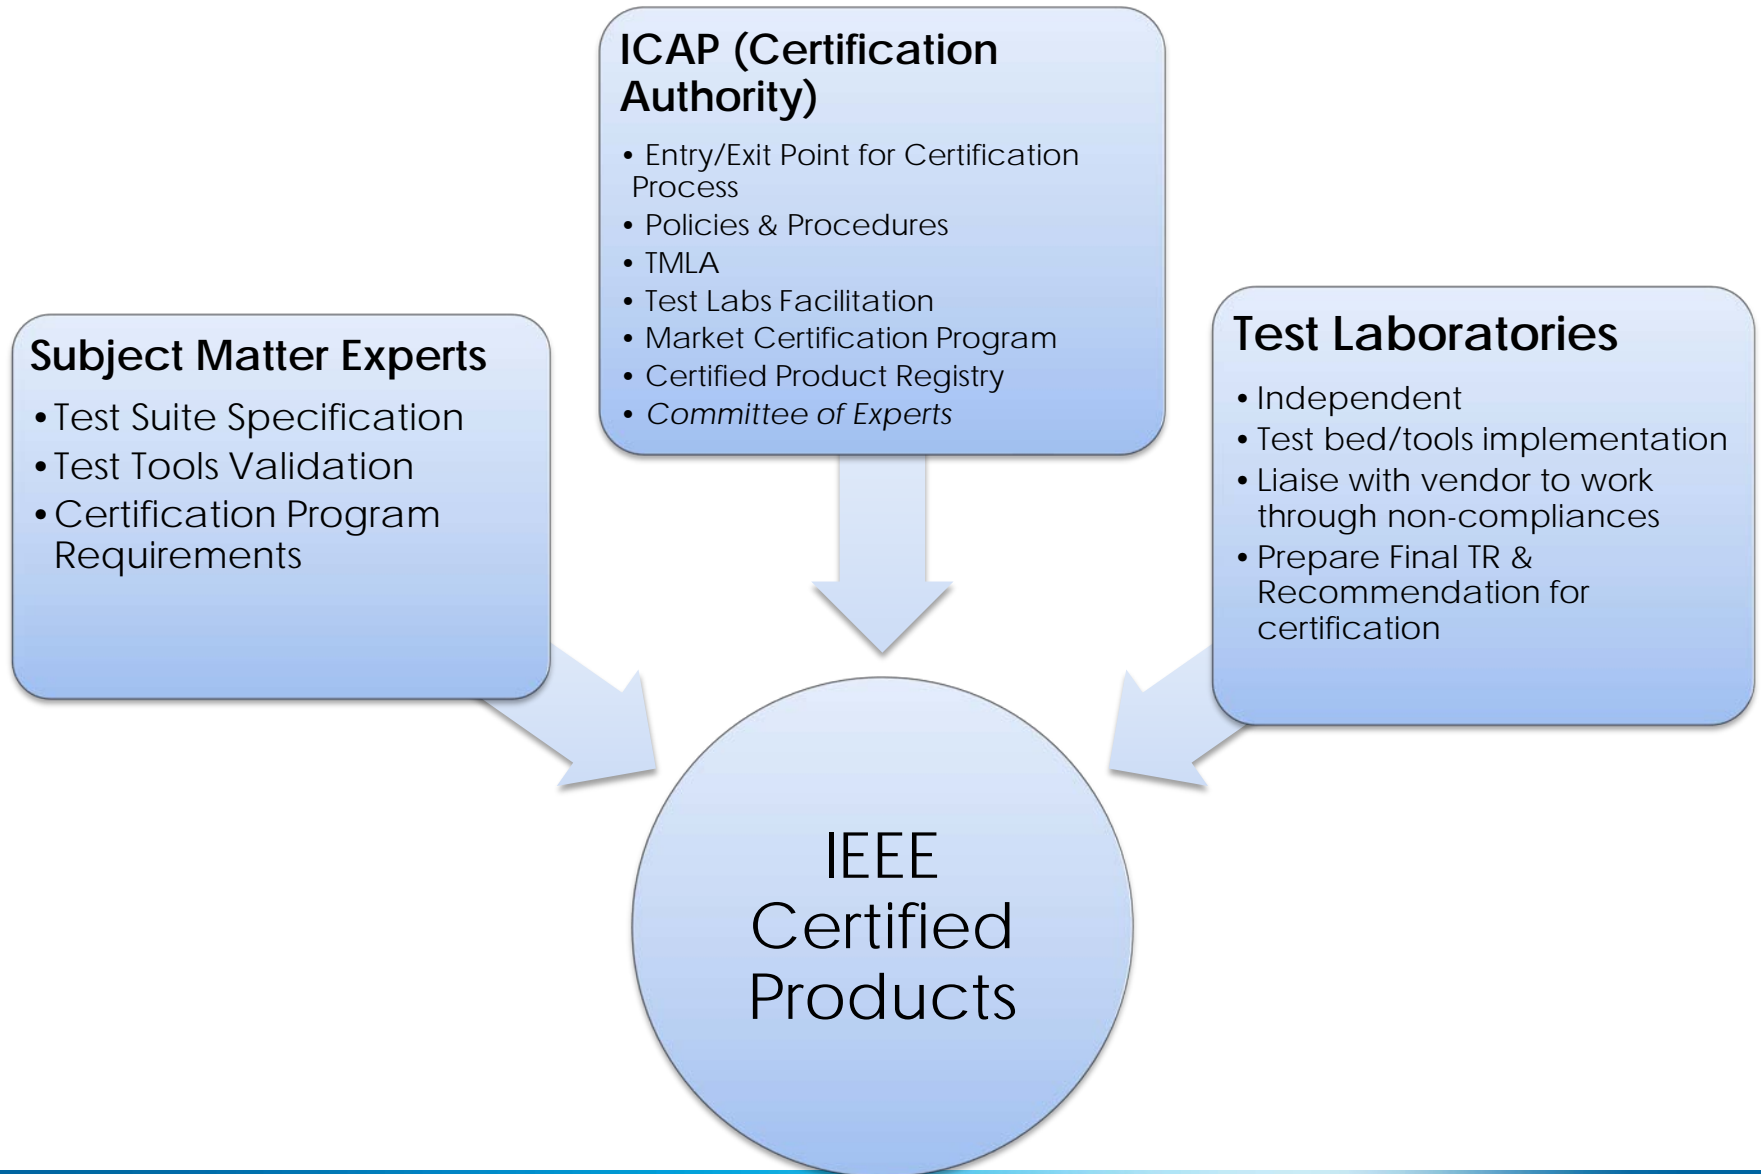 ICAP (Certification
Authority)
• Entry/Exit Point for Certification
Process
• Policies & Procedures
• TMLA
• Test Labs Facilitation
• Market Certification Program
• Certified Product Registry
• Committee of Experts
Subject Matter Experts
• Test Suite Specification
• Test Tools Validation
• Certification Program
Requirements
Test Laboratories
• Independent
• Test bed/tools implementation
• Liaise with vendor to work
through non-compliances
• Prepare Final TR &
Recommendation for
certification
IEEE
Certified
Products